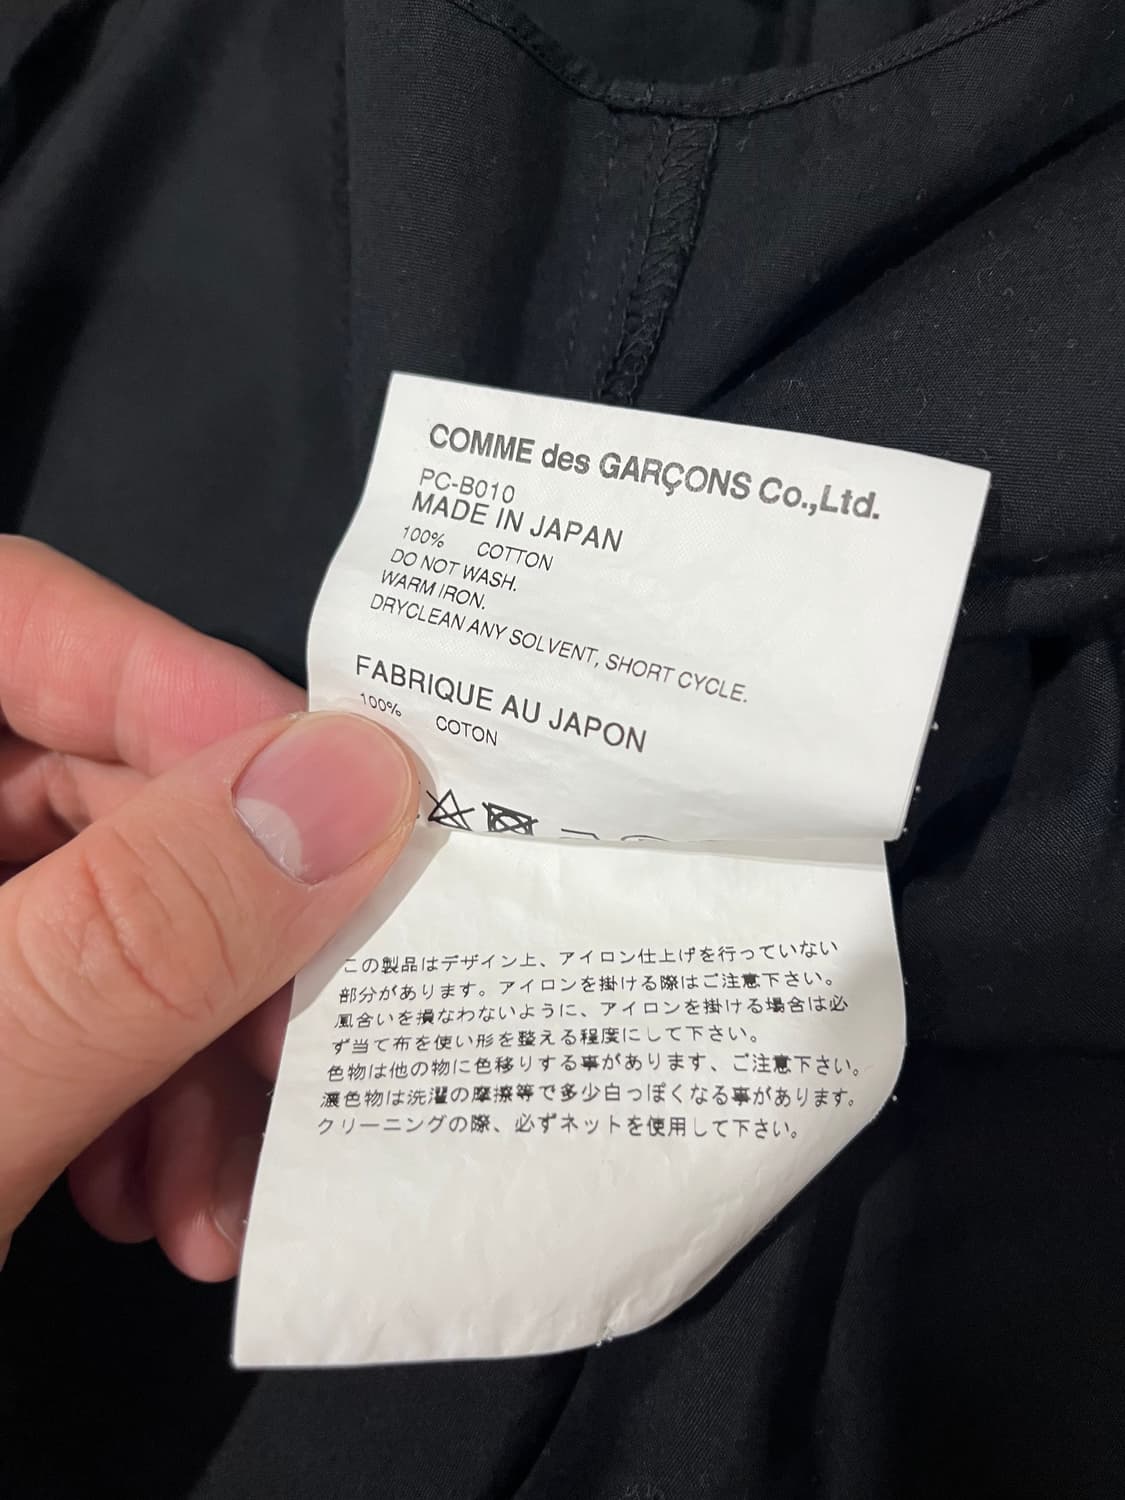 COMME des GARÇONS Co.,Ltd.
PC-B010
MADE IN JAPAN
100% COTTON
DO NOT WASH.
WARM IRON.
DRYCLEAN ANY SOLVENT, SHORT CYCLE.
FABRIQUE AU JAPON
100% COTON
この製品はデザイン上、アイロン仕上げを行っていない
部分があります。アイロンを掛ける際はご注意下さい。
風合いを損なわないように、アイロンを掛ける場合は必
ず当て布を使い形を整える程度にして下さい。
色物は他の物に色移りする事があります、ご注意下さい。
濃色物は洗濯の摩擦等で多少白っぽくなる事があります。
クリーニングの際、必ずネットを使用して下さい。